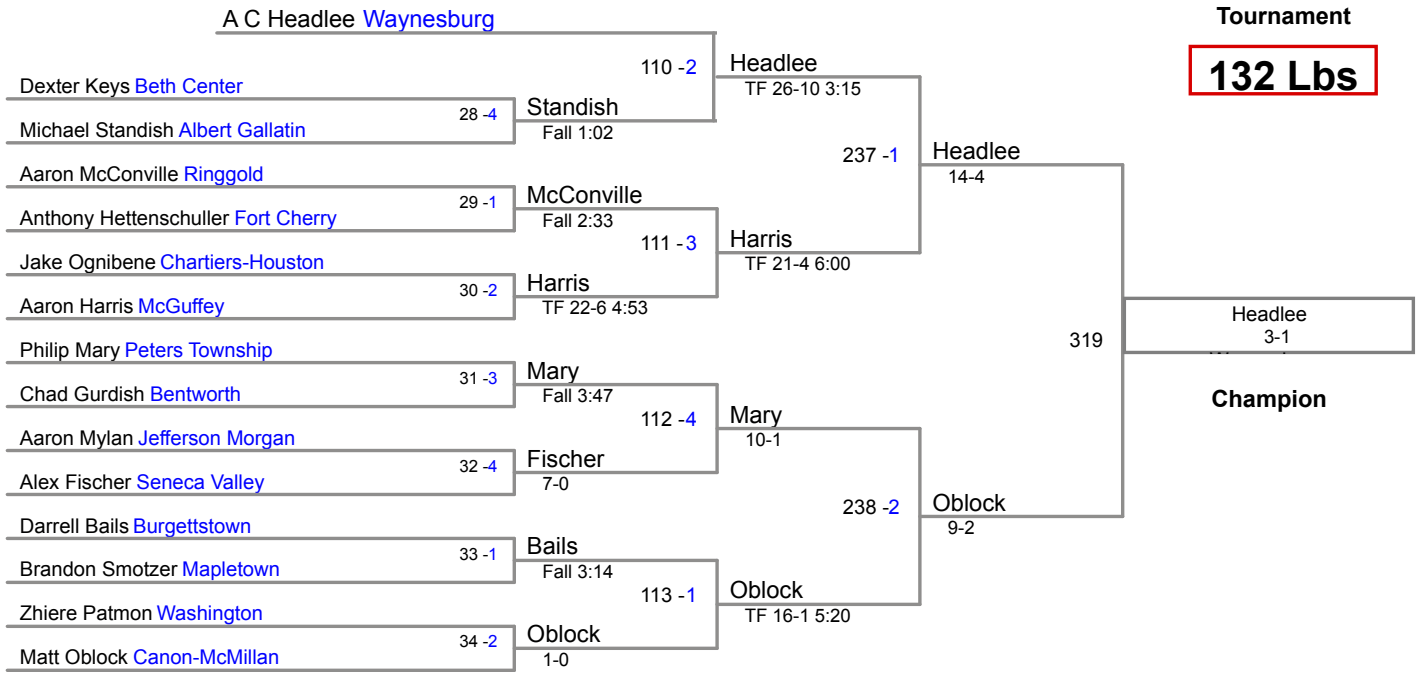 A C Headlee Waynesburg
Tournament
132 Lbs
110 -2
Headlee
TF 26-10 3:15
Dexter Keys Beth Center
28 -4
Standish
Fall 1:02
Michael Standish Albert Gallatin
237 -1
Headlee
14-4
Aaron McConville Ringgold
29 -1
McConville
Fall 2:33
Anthony Hettenschuller Fort Cherry
111 -3
Harris
TF 21-4 6:00
Jake Ognibene Chartiers-Houston
30 -2
Harris
TF 22-6 4:53
Aaron Harris McGuffey
319
Headlee
3-1
Champion
Philip Mary Peters Township
31 -3
Mary
Fall 3:47
Chad Gurdish Bentworth
112 -4
Mary
10-1
Aaron Mylan Jefferson Morgan
32 -4
Fischer
7-0
Alex Fischer Seneca Valley
238 -2
Oblock
9-2
Darrell Bails Burgettstown
33 -1
Bails
Fall 3:14
Brandon Smotzer Mapletown
113 -1
Oblock
TF 16-1 5:20
Zhiere Patmon Washington
34 -2
Oblock
1-0
Matt Oblock Canon-McMillan